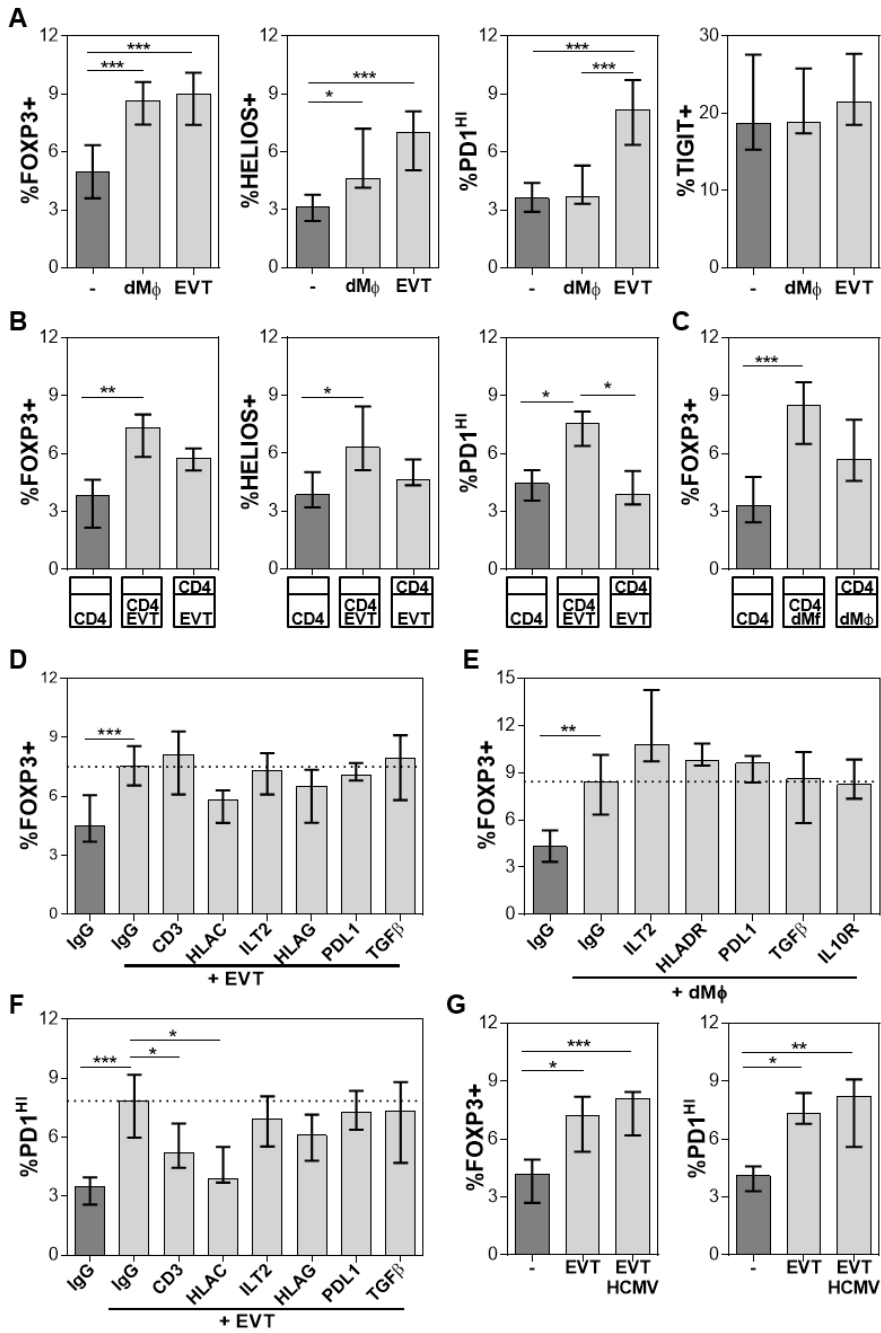 A
%FOXP3+
12
9
6
3
0
***
***
- dMϕ EVT
%HELIOS+
12
9
6
3
0
***
*
- dMϕ EVT
%PD1HI
12
9
6
3
0
***
***
- dMϕ EVT
%TIGIT+
30
20
10
0
- dMϕ EVT
B
%FOXP3+
12
9
6
3
0
**
CD4
CD4 EVT
CD4 EVT
%HELIOS+
12
9
6
3
0
*
CD4
CD4 EVT
CD4 EVT
%PD1HI
12
9
6
3
0
* *
CD4
CD4 EVT
CD4 EVT
C
%FOXP3+
12
9
6
3
0
***
CD4
CD4 dMf
CD4 dMϕ
D
%FOXP3+
12
9
6
3
0
***
IgG IgG CD3 HLAC ILT2 HLAG PDL1 TGFβ
+ EVT
E
%FOXP3+
15
12
9
6
3
0
**
IgG IgG ILT2 HLADR PDL1 TGFβ IL10R
+ dMϕ
F
%PD1HI
12
9
6
3
0
*
*** *
IgG IgG CD3 HLAC ILT2 HLAG PDL1 TGFβ
+ EVT
G
%FOXP3+
12
9
6
3
0
***
*
- EVT EVT
HCMV
%PD1HI
12
9
6
3
0
**
*
- EVT EVT
HCMV